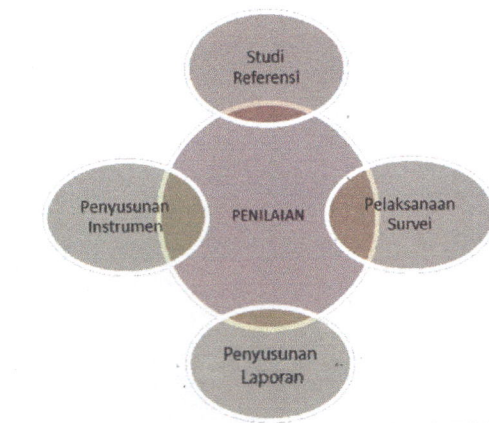 Studi
Referensi
Penyusunan
Instrumen
PENILAIAN
Pelaksanaan
Survei
Penyusunan
Laporan